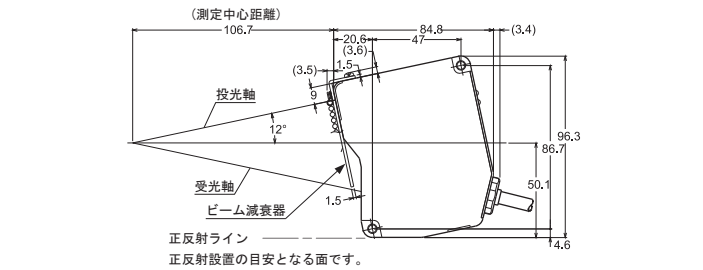 (測定中心距離)
106.7
84.8
(3.4)
20.6
47
(3.6)
1.5
(3.5)
9
投光軸
12°
96.3
86.7
受光軸
50.1
ビーム減衰器
1.5
正反射ライン
4.6
正反射設置の目安となる面です。